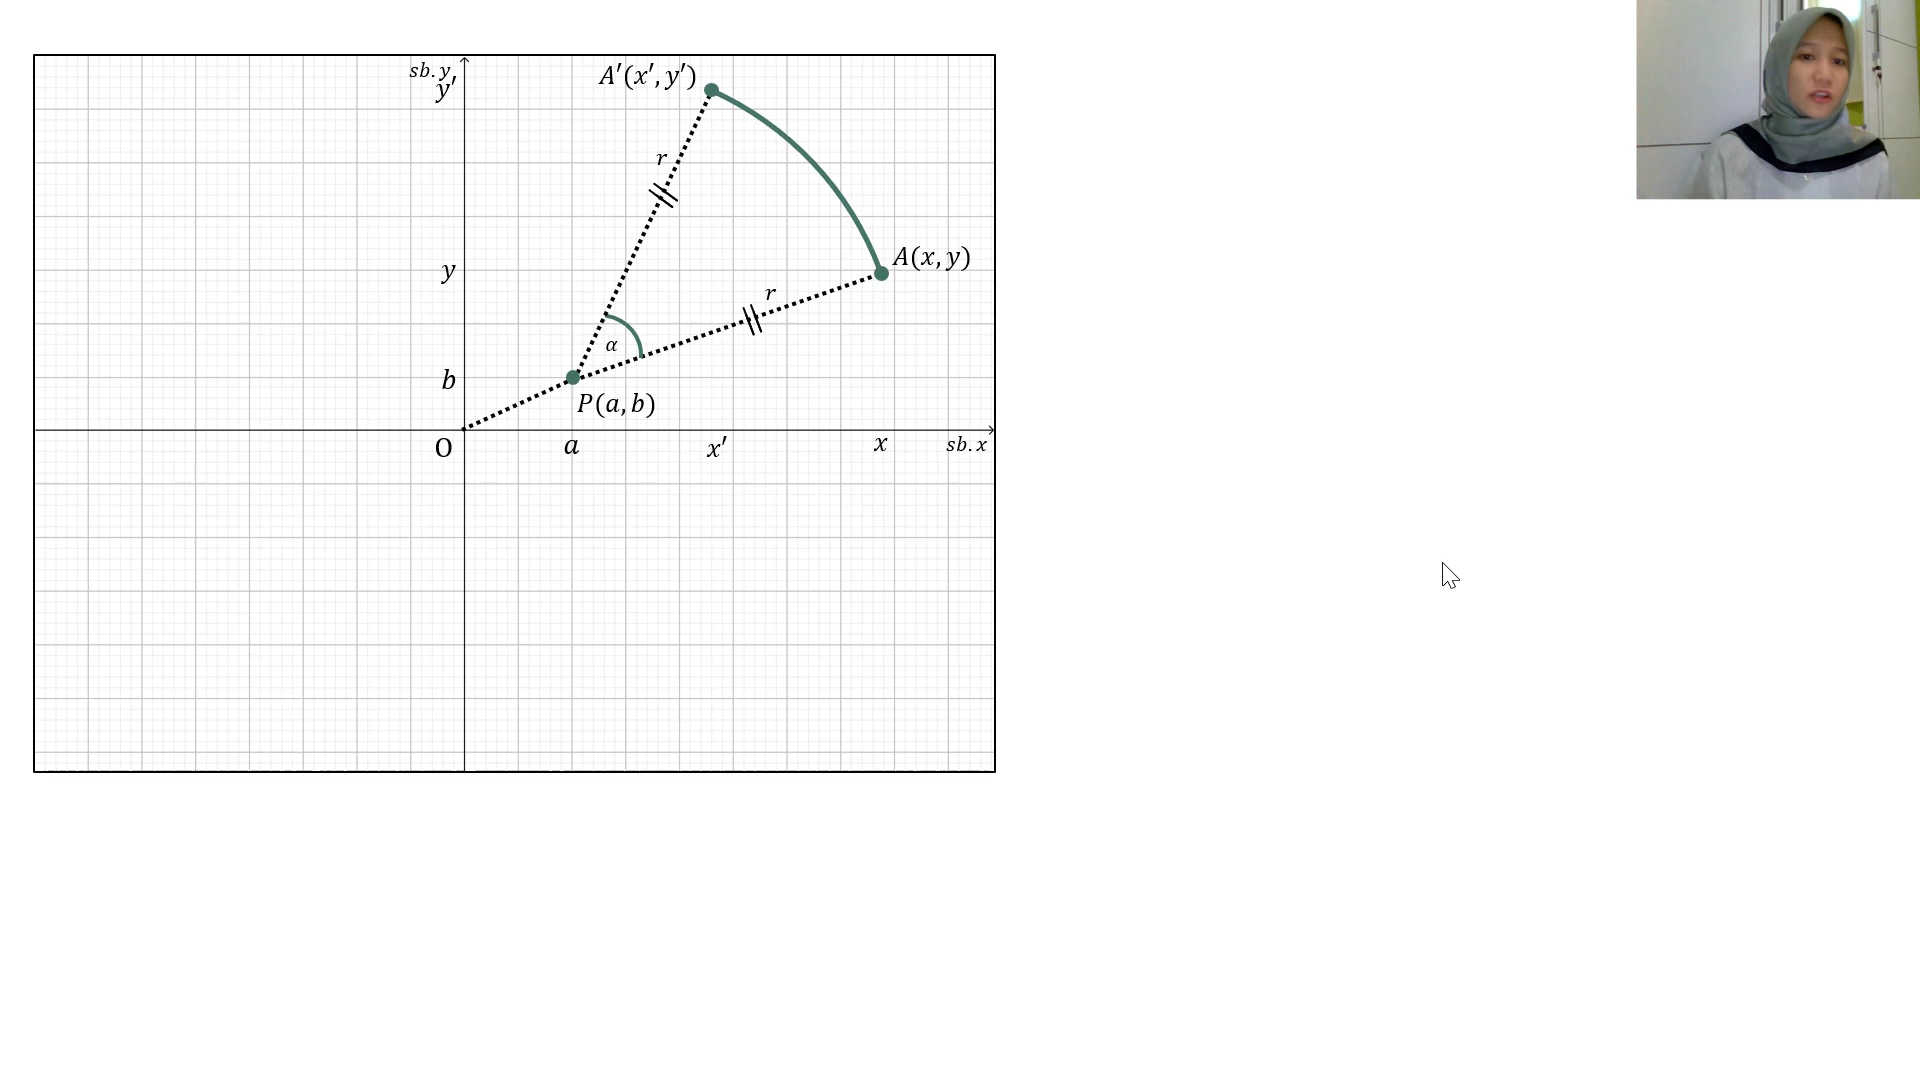 sb. y
y′
A′(x′, y′)
r
A(x, y)
y
r
α
b
P(a, b)
O
a
x′
x
sb. x